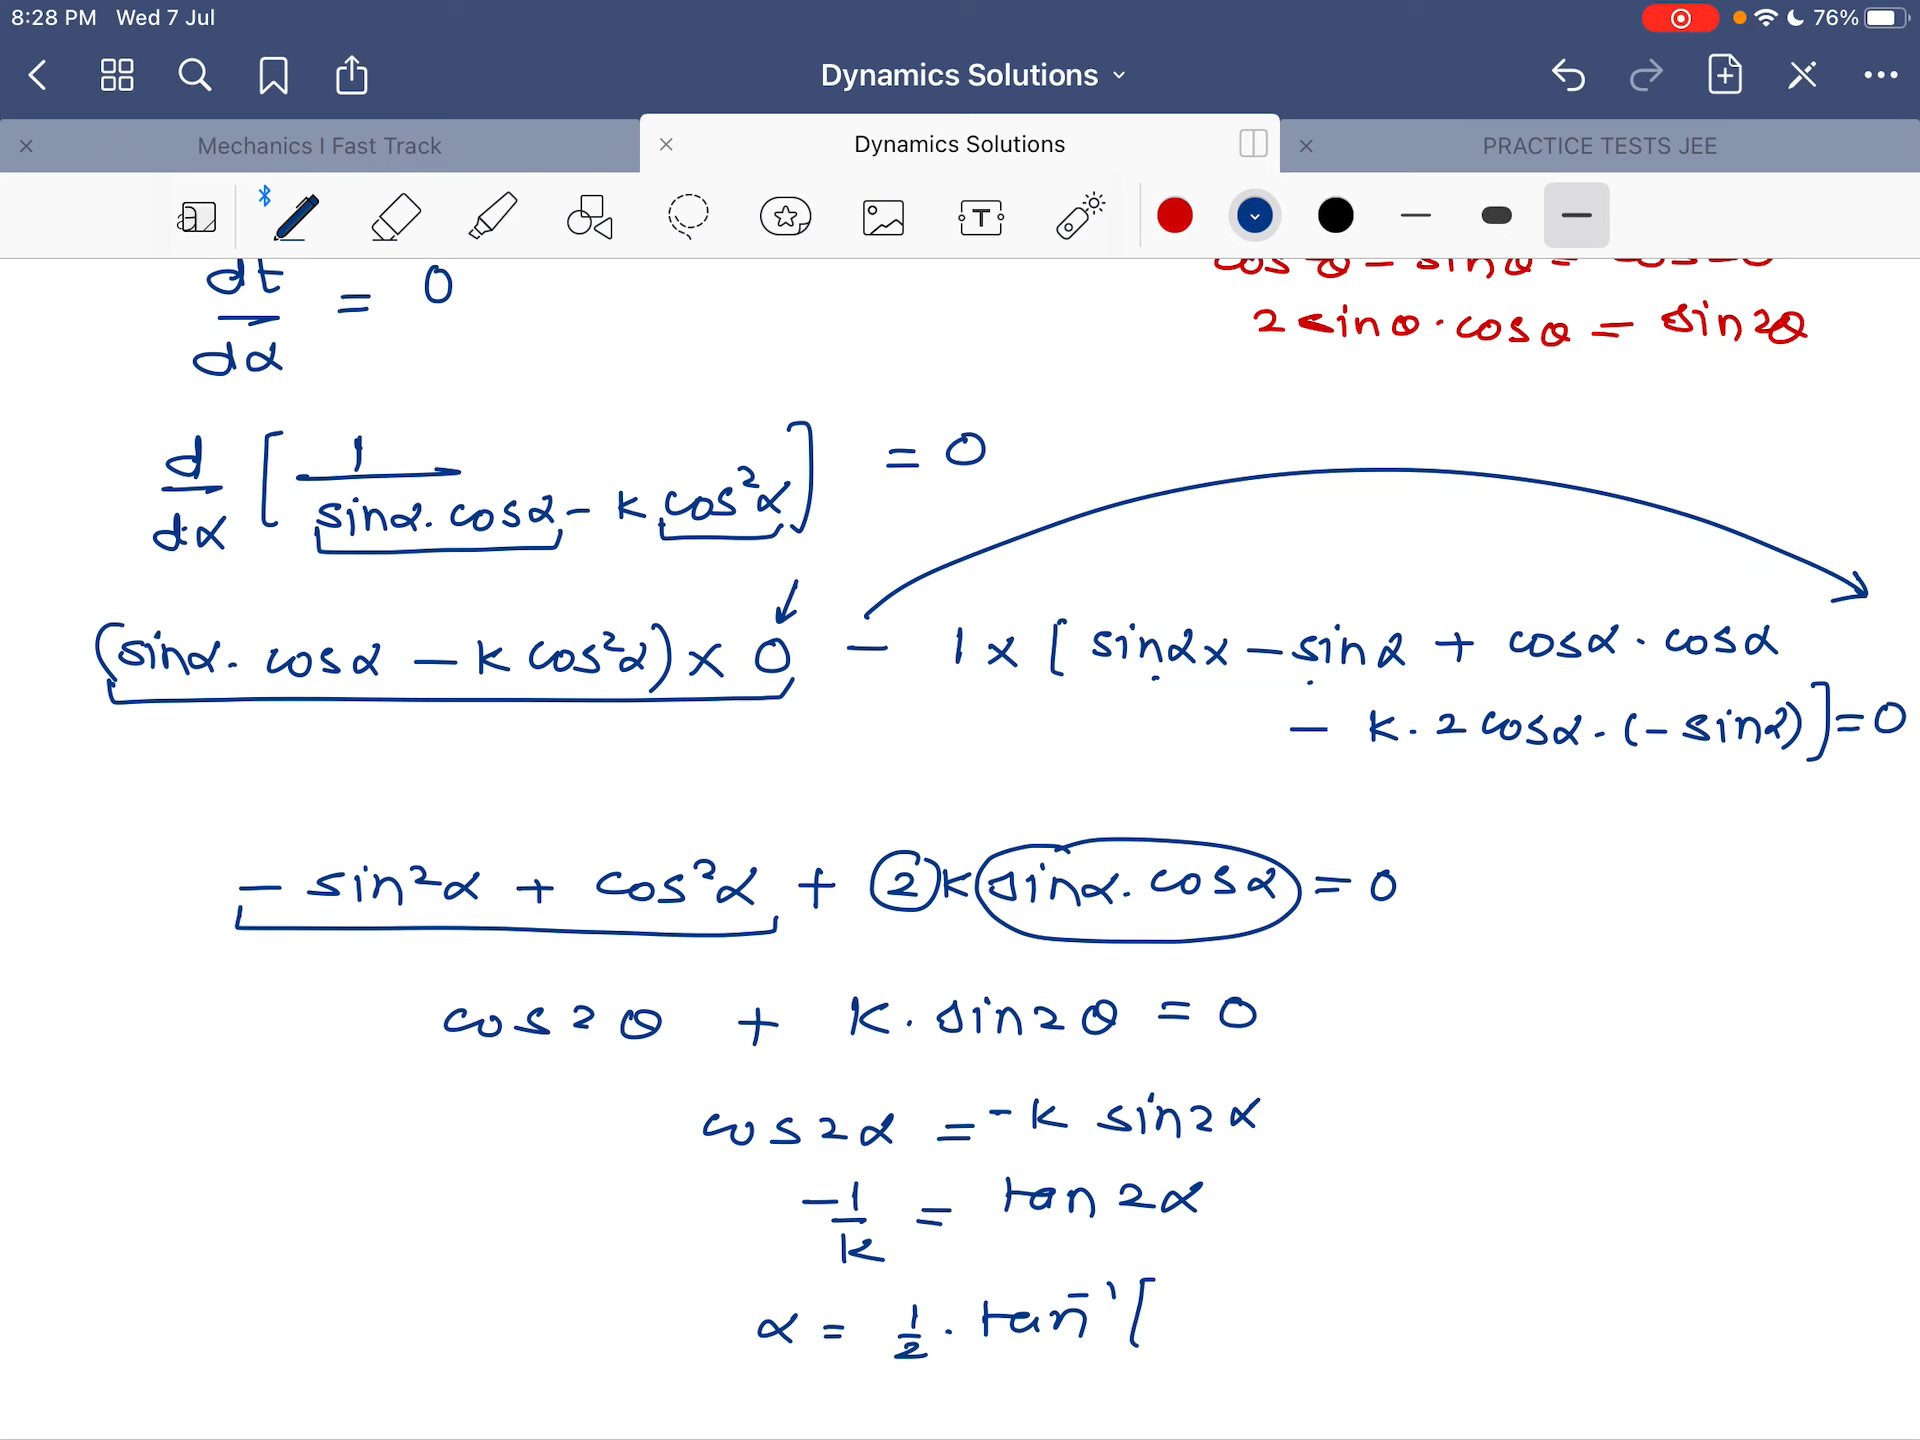 8:28 PM Wed 7 Jul 76%
Dynamics Solutions
Mechanics I Fast Track
Dynamics Solutions
PRACTICE TESTS JEE
2 sinθ · cosθ = sin2θ
dt/dα = 0
d/dα [ 1/(sinα. cosα - k cos²α) ] = 0
(sinα. cosα - k cos²α) × 0 - 1 × [ sinα x - sinα + cosα · cosα
- k. 2 cosα. (- sinα) ] = 0
- sin²α + cos²α + 2 k sinα. cosα = 0
cos 2θ + k. sin2θ = 0
cos 2α = -k sin2α
-1/k = tan 2α
α = 1/2 · tan⁻¹ [